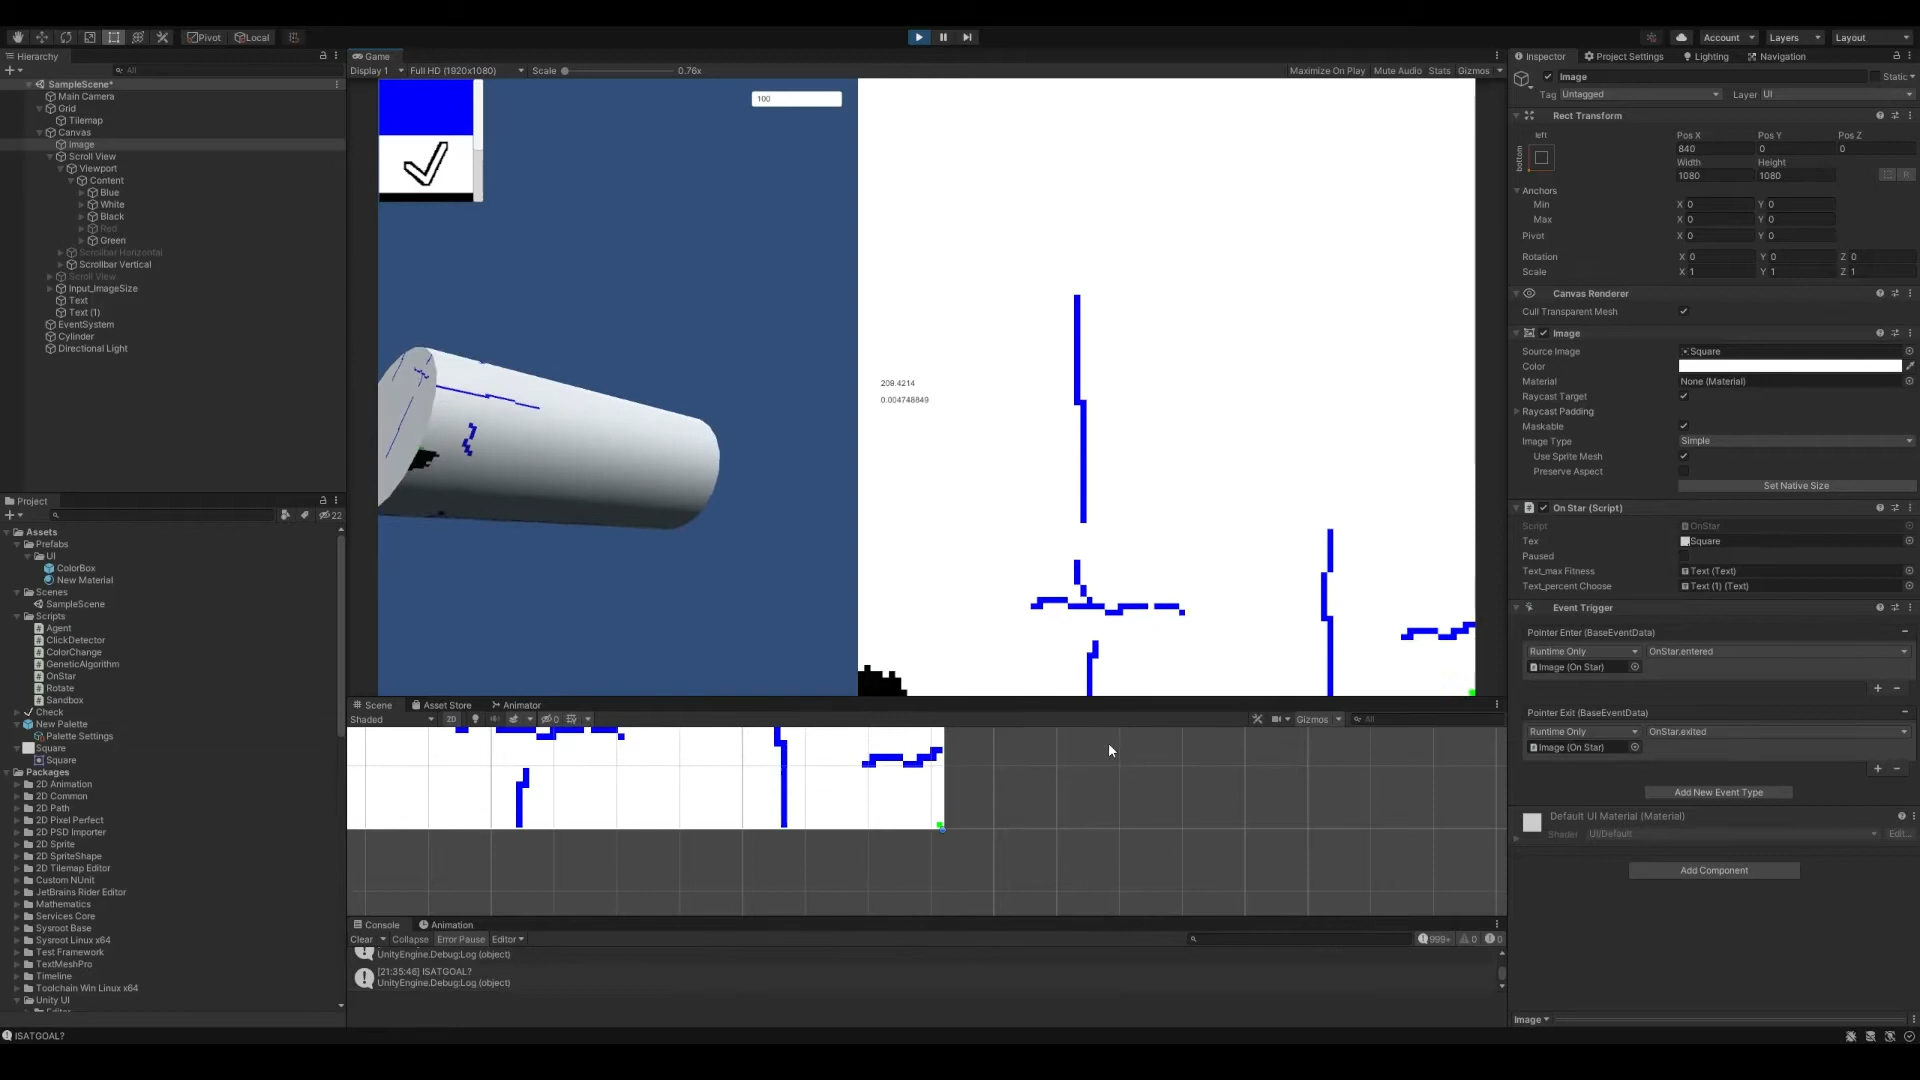 Pivot Local
Account Layers Layout
Hierarchy
All
SampleScene*
Main Camera
Grid
Tilemap
Canvas
Image
Scroll View
Viewport
Content
Blue
White
Black
Red
Green
Scrollbar Horizontal
Scrollbar Vertical
Scroll View
Input_ImageSize
Text
Text (1)
EventSystem
Cylinder
Directional Light
Project
22
Assets
Prefabs
UI
ColorBox
New Material
Scenes
SampleScene
Scripts
Agent
ClickDetector
ColorChange
GeneticAlgorithm
OnStar
Rotate
Sandbox
Check
New Palette
Palette Settings
Square
Square
Packages
2D Animation
2D Common
2D Path
2D Pixel Perfect
2D PSD Importer
2D Sprite
2D SpriteShape
2D Tilemap Editor
Custom NUnit
JetBrains Rider Editor
Mathematics
Services Core
Sysroot Base
Sysroot Linux x64
Test Framework
TextMeshPro
Timeline
Toolchain Win Linux x64
Unity UI
Editor
Game
Display 1 Full HD (1920x1080) Scale 0.76x Maximize On Play Mute Audio Stats Gizmos
100
209.4214
0.004748849
Scene Asset Store Animator
Shaded 2D 0 Gizmos All
Console Animation
Clear Collapse Error Pause Editor 999+ 0 0
UnityEngine.Debug:Log (object)
[21:35:46] ISATGOAL?
UnityEngine.Debug:Log (object)
ISATGOAL?
Inspector Project Settings Lighting Navigation
Image Static
Tag Untagged Layer UI
Rect Transform
left
bottom
Pos X Pos Y Pos Z
840 0 0
Width Height
1080 1080
R
Anchors
Min X 0 Y 0
Max X 0 Y 0
Pivot X 0 Y 0
Rotation X 0 Y 0 Z 0
Scale X 1 Y 1 Z 1
Canvas Renderer
Cull Transparent Mesh
Image
Source Image Square
Color
Material None (Material)
Raycast Target
Raycast Padding
Maskable
Image Type Simple
Use Sprite Mesh
Preserve Aspect
Set Native Size
On Star (Script)
Script OnStar
Tex Square
Paused
Text_max Fitness Text (Text)
Text_percent Choose Text (1) (Text)
Event Trigger
Pointer Enter (BaseEventData)
Runtime Only OnStar.entered
Image (On Star)
Pointer Exit (BaseEventData)
Runtime Only OnStar.exited
Image (On Star)
Add New Event Type
Default UI Material (Material)
Shader UI/Default Edit...
Add Component
Image